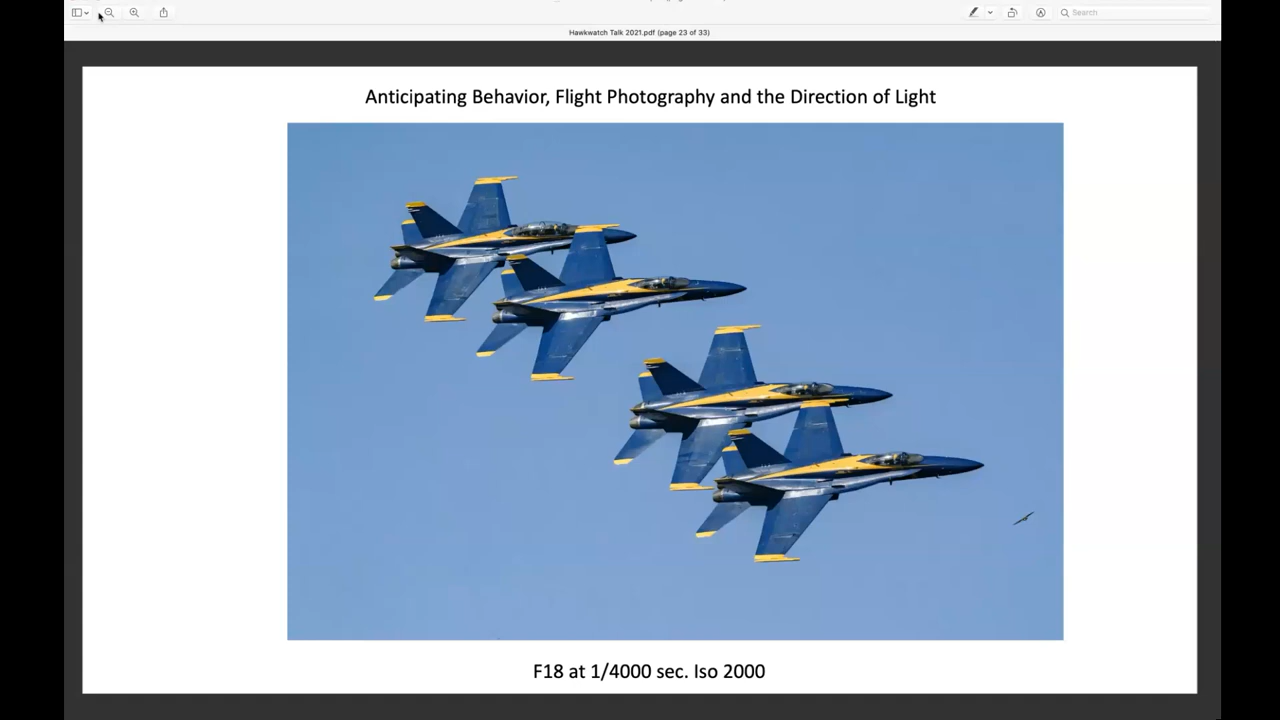 Search
Hawkwatch Talk 2021.pdf (page 23 of 33)
Anticipating Behavior, Flight Photography and the Direction of Light
F18 at 1/4000 sec. Iso 2000